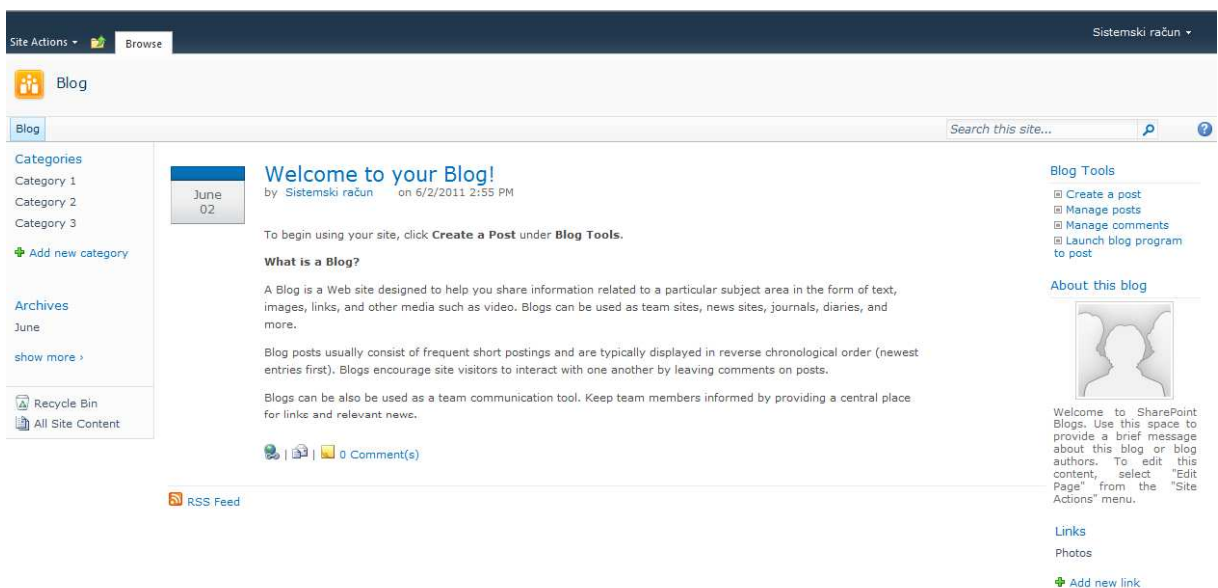 Site Actions
Browse
Sistemski račun
Blog
Blog
Search this site...
Categories
Category 1
Category 2
Category 3
Add new category
Archives
June
show more ›
Recycle Bin
All Site Content
June
02
Welcome to your Blog!
by Sistemski račun on 6/2/2011 2:55 PM
To begin using your site, click Create a Post under Blog Tools.
What is a Blog?
A Blog is a Web site designed to help you share information related to a particular subject area in the form of text,
images, links, and other media such as video. Blogs can be used as team sites, news sites, journals, diaries, and
more.
Blog posts usually consist of frequent short postings and are typically displayed in reverse chronological order (newest
entries first). Blogs encourage site visitors to interact with one another by leaving comments on posts.
Blogs can be also be used as a team communication tool. Keep team members informed by providing a central place
for links and relevant news.
| | 0 Comment(s)
RSS Feed
Blog Tools
Create a post
Manage posts
Manage comments
Launch blog program
to post
About this blog
Welcome to SharePoint
Blogs. Use this space to
provide a brief message
about this blog or blog
authors. To edit this
content, select "Edit
Page" from the "Site
Actions" menu.
Links
Photos
Add new link